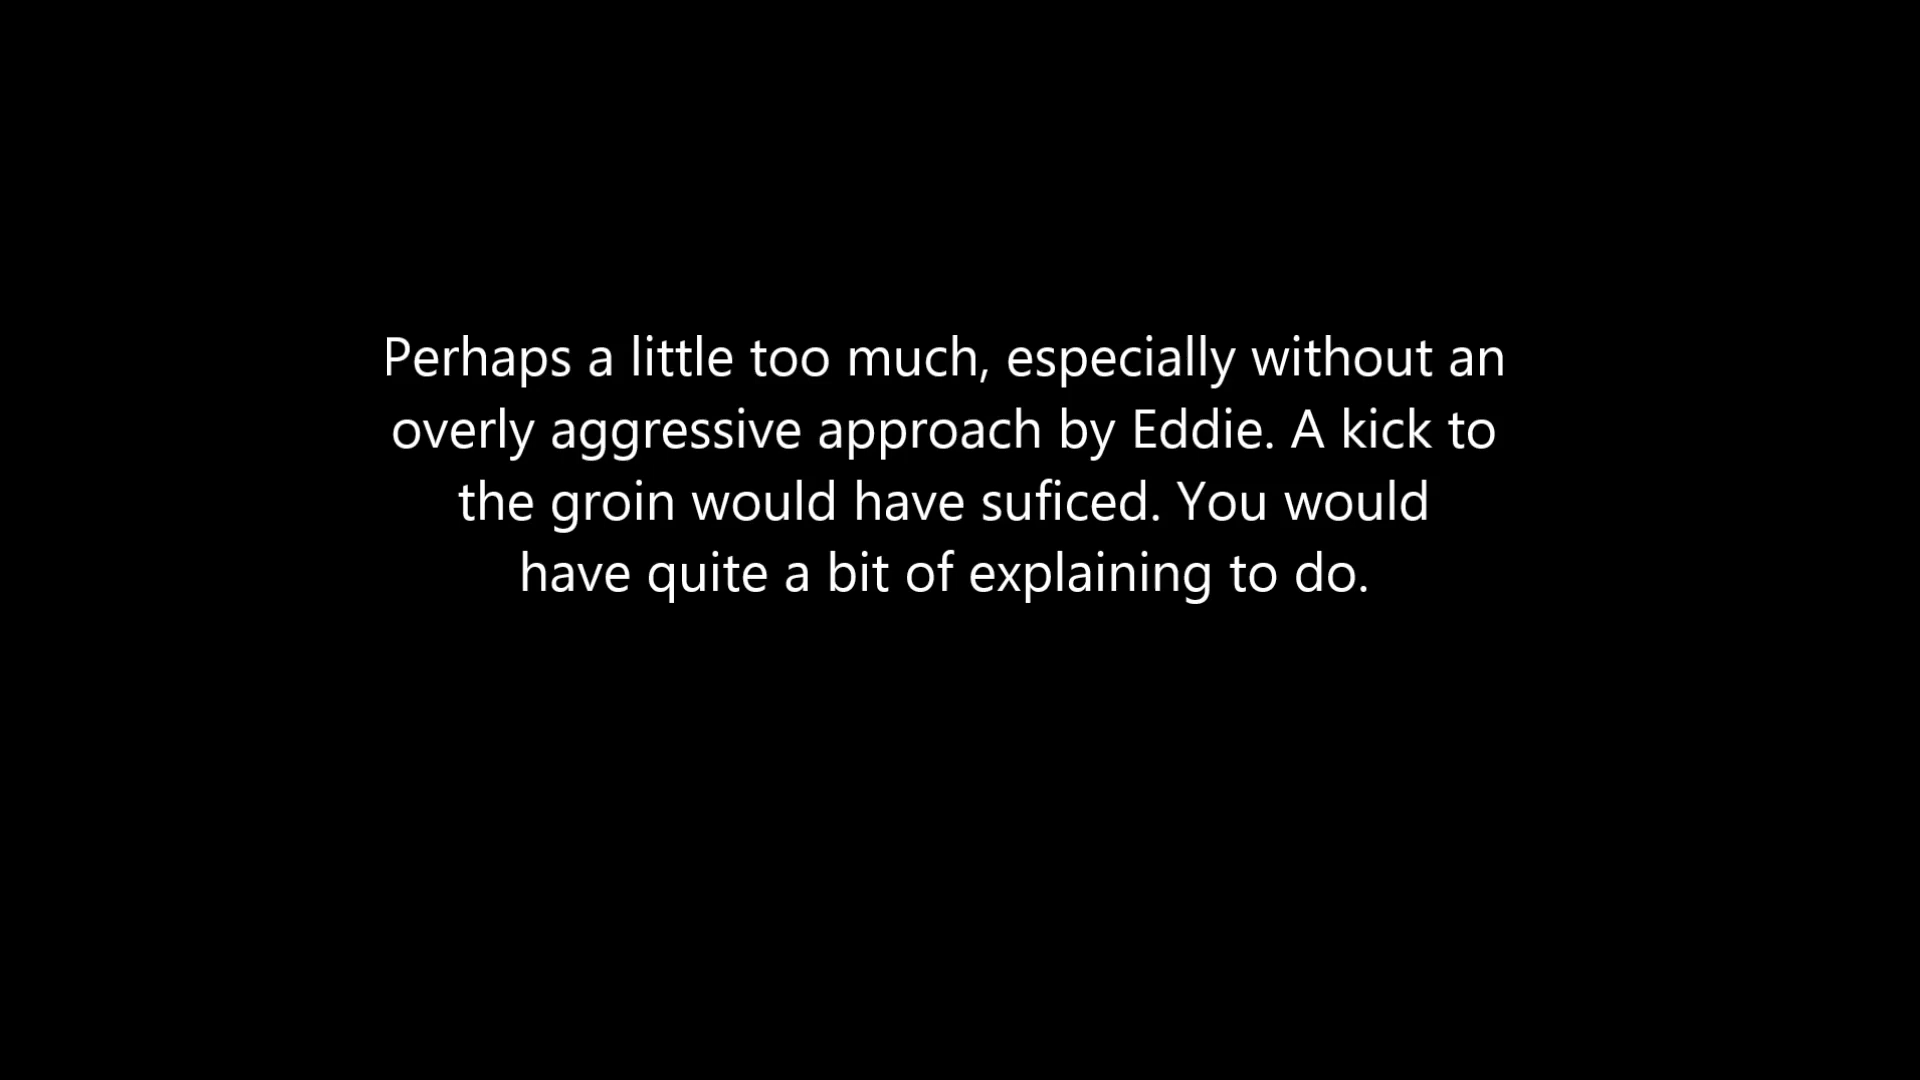 Perhaps a little too much, especially without an
overly aggressive approach by Eddie. A kick to
the groin would have suficed. You would
have quite a bit of explaining to do.